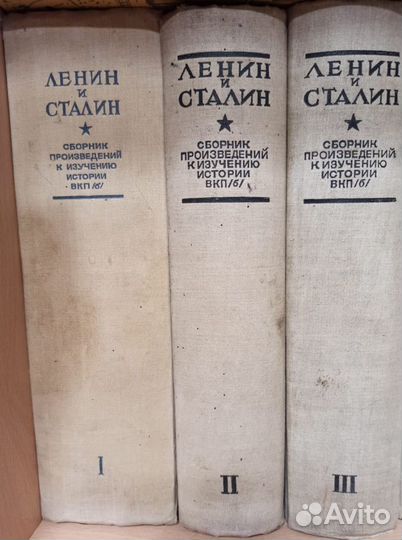 ЛЕНИН
И
СТАЛИН
СБОРНИК
ПРОИЗВЕДЕНИЙ
К ИЗУЧЕНИЮ
ИСТОРИИ
ВКП/б/
I
ЛЕНИН
И
СТАЛИН
СБОРНИК
ПРОИЗВЕДЕНИЙ
К ИЗУЧЕНИЮ
ИСТОРИИ
ВКП/б/
II
ЛЕНИН
И
СТАЛИН
СБОРНИК
ПРОИЗВЕДЕНИЙ
К ИЗУЧЕНИЮ
ИСТОРИИ
ВКП/б/
III
Avito